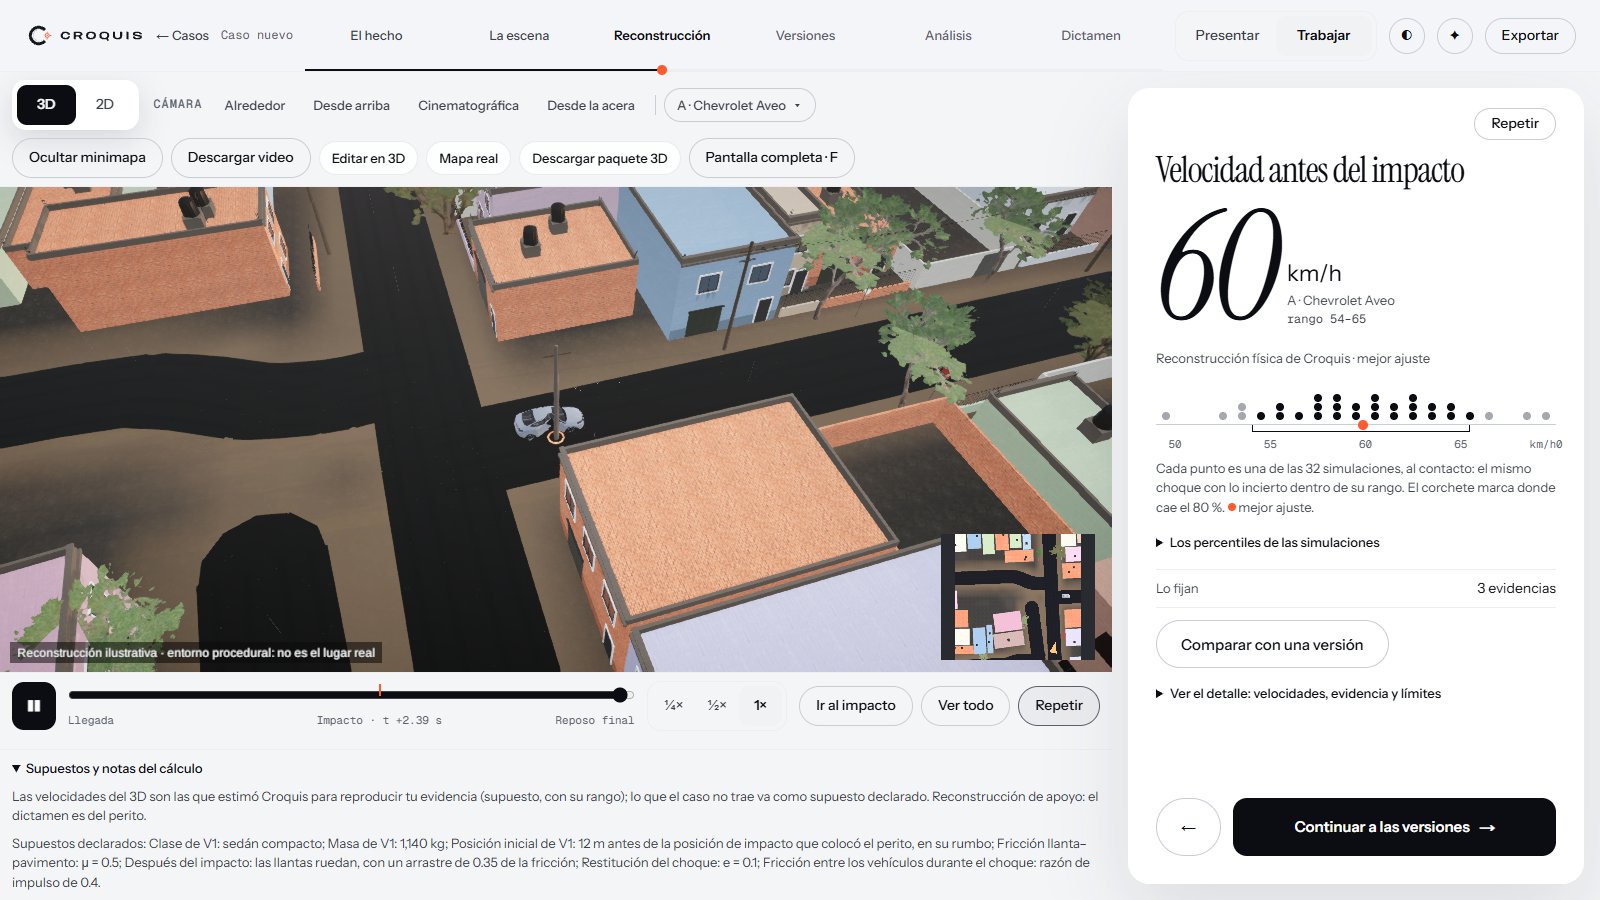 CROQUIS
← Casos
Caso nuevo
El hecho
La escena
Reconstrucción
Versiones
Análisis
Dictamen
Presentar
Trabajar
Exportar
3D
2D
CÁMARA
Alrededor
Desde arriba
Cinematográfica
Desde la acera
A · Chevrolet Aveo
Ocultar minimapa
Descargar video
Editar en 3D
Mapa real
Descargar paquete 3D
Pantalla completa · F
Reconstrucción ilustrativa - entorno procedural: no es el lugar real
Llegada
Impacto · t +2.39 s
Reposo final
¼×
½×
1×
Ir al impacto
Ver todo
Repetir
▼ Supuestos y notas del cálculo
Las velocidades del 3D son las que estimó Croquis para reproducir tu evidencia (supuesto, con su rango); lo que el caso no trae va como supuesto declarado. Reconstrucción de apoyo: el
dictamen es del perito.
Supuestos declarados: Clase de V1: sedán compacto; Masa de V1: 1,140 kg; Posición inicial de V1: 12 m antes de la posición de impacto que colocó el perito, en su rumbo; Fricción llanta–
pavimento: μ = 0.5; Después del impacto: las llantas ruedan, con un arrastre de 0.35 de la fricción; Restitución del choque: e = 0.1; Fricción entre los vehículos durante el choque: razón de
impulso de 0.4.
Repetir
Velocidad antes del impacto
60
km/h
A · Chevrolet Aveo
rango 54–65
Reconstrucción física de Croquis · mejor ajuste
50
55
60
65
km/h0
Cada punto es una de las 32 simulaciones, al contacto: el mismo
choque con lo incierto dentro de su rango. El corchete marca donde
cae el 80 %. mejor ajuste.
▶ Los percentiles de las simulaciones
Lo fijan
3 evidencias
Comparar con una versión
▶ Ver el detalle: velocidades, evidencia y límites
←
Continuar a las versiones →